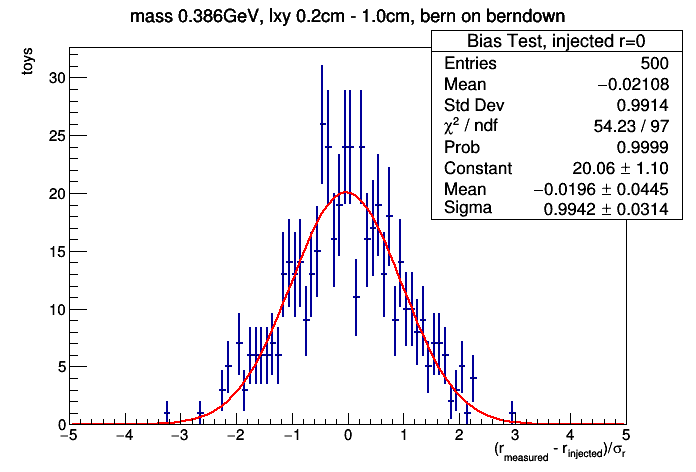 mass 0.386GeV, lxy 0.2cm - 1.0cm, bern on berndown
Bias Test, injected r=0
Entries 500
Mean −0.02108
Std Dev 0.9914
χ² / ndf 54.23 / 97
Prob 0.9999
Constant 20.06 ± 1.10
Mean −0.0196 ± 0.0445
Sigma 0.9942 ± 0.0314
toys
30
25
20
15
10
5
0
−5 −4 −3 −2 −1 0 1 2 3 4 5
(r_measured - r_injected)/σ_r